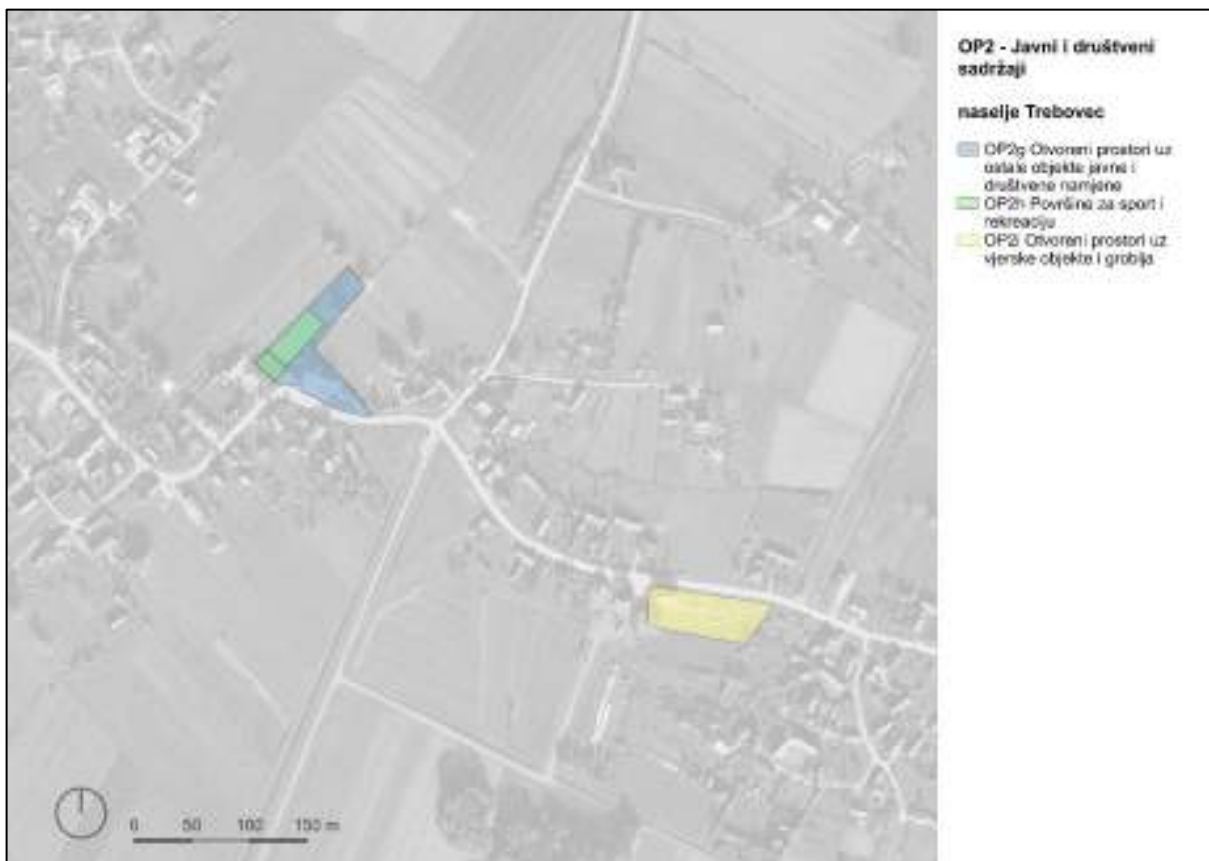 OP2 - Javni i društveni
sadržaji
naselje Trebovec
OP2g Otvoreni prostori uz
ostale objekte javne i
društvene namjene
OP2h Površine za sport i
rekreaciju
OP2i Otvoreni prostori uz
vjerske objekte i groblja
0 50 100 150 m